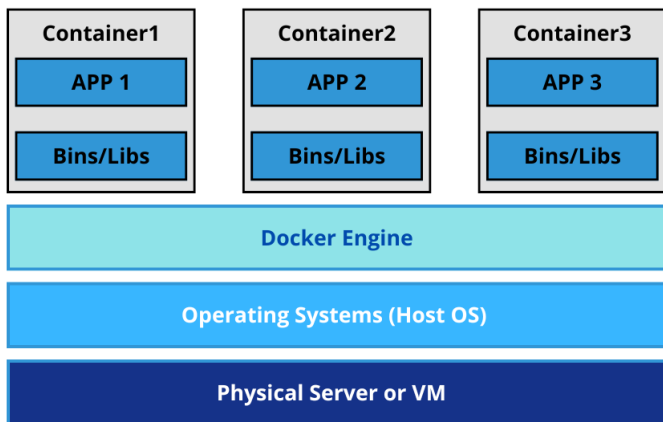 Container1
APP 1
Bins/Libs
Container2
APP 2
Bins/Libs
Container3
APP 3
Bins/Libs
Docker Engine
Operating Systems (Host OS)
Physical Server or VM